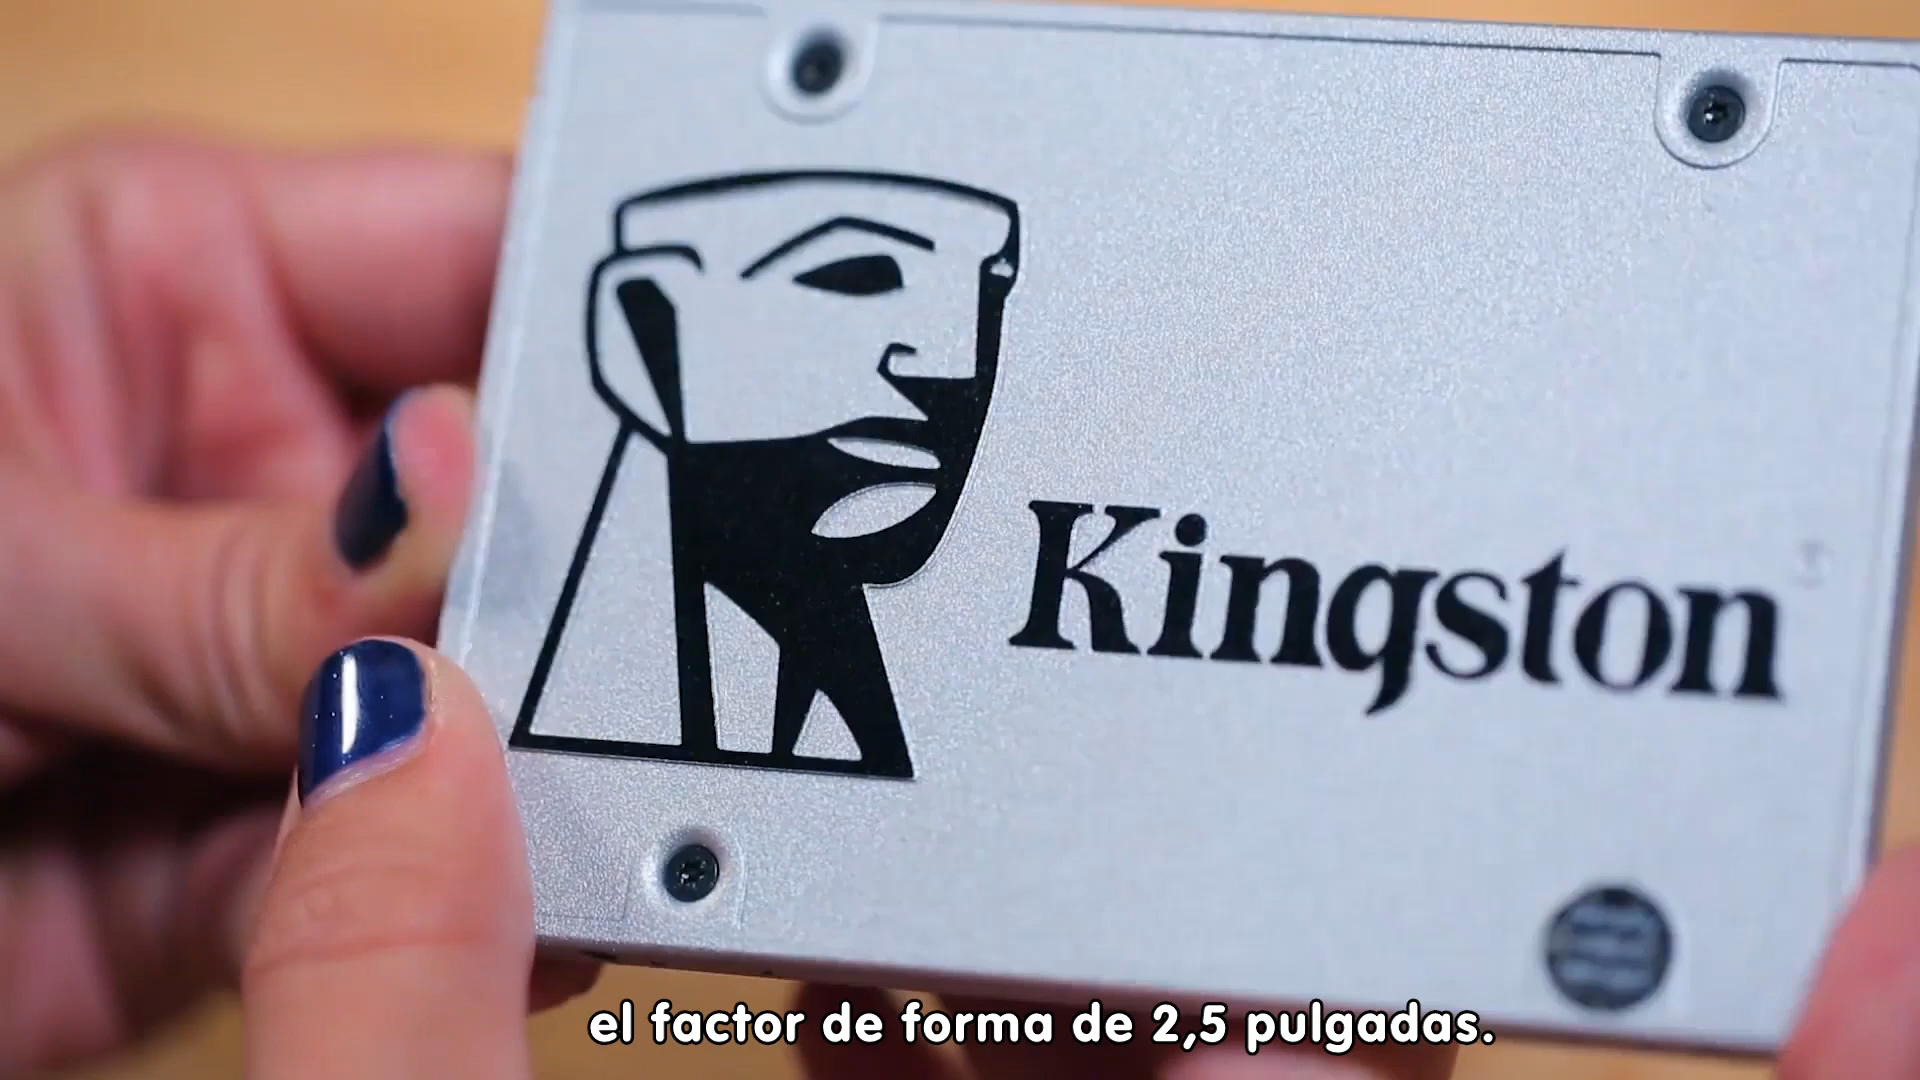 Kingston
el factor de forma de 2,5 pulgadas.